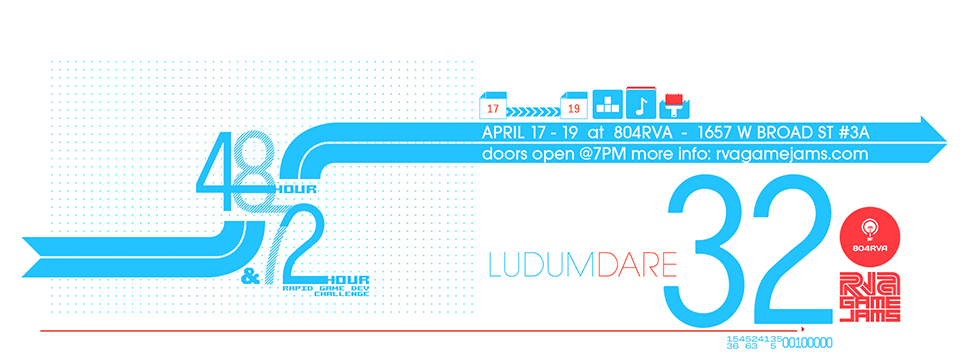 17
19
APRIL 17 - 19 at 804RVA - 1657 W BROAD ST #3A
doors open @7PM more info: rvagamejams.com
48
HOUR
& 72
HOUR
RAPID GAME DEV
CHALLENGE
LUDUMDARE
32
804RVA
RVA
GAME
JAMS
154524135
36 63 5 00100000